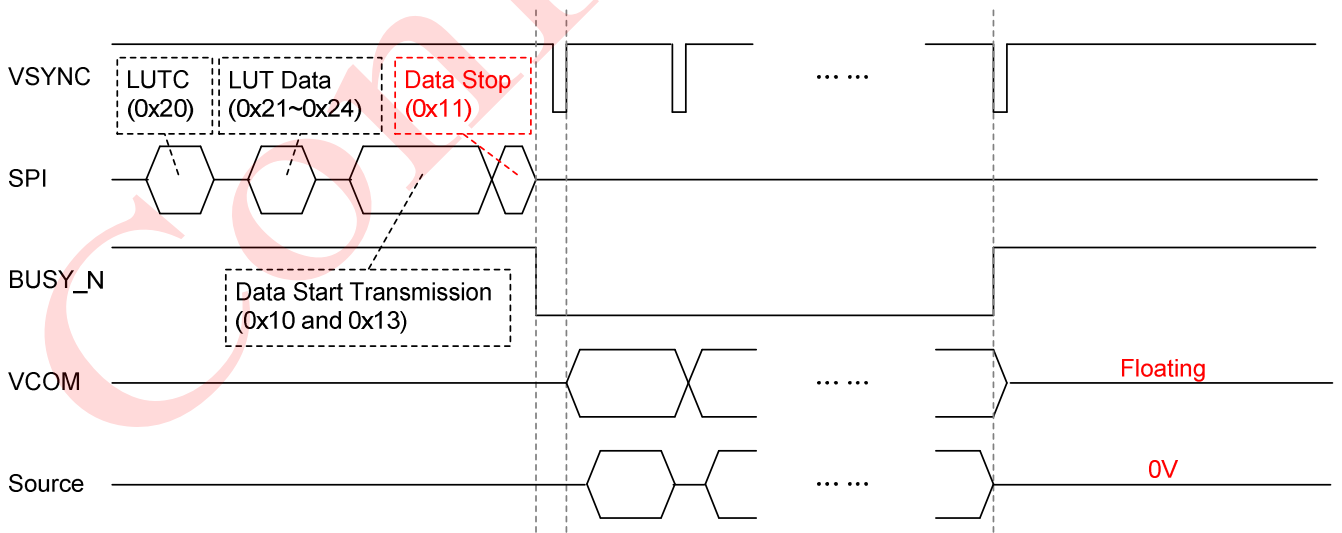 VSYNC
LUTC
(0x20)
LUT Data
(0x21~0x24)
Data Stop
(0x11)
... ...
SPI
BUSY_N
Data Start Transmission
(0x10 and 0x13)
VCOM
... ...
Floating
Source
... ...
0V